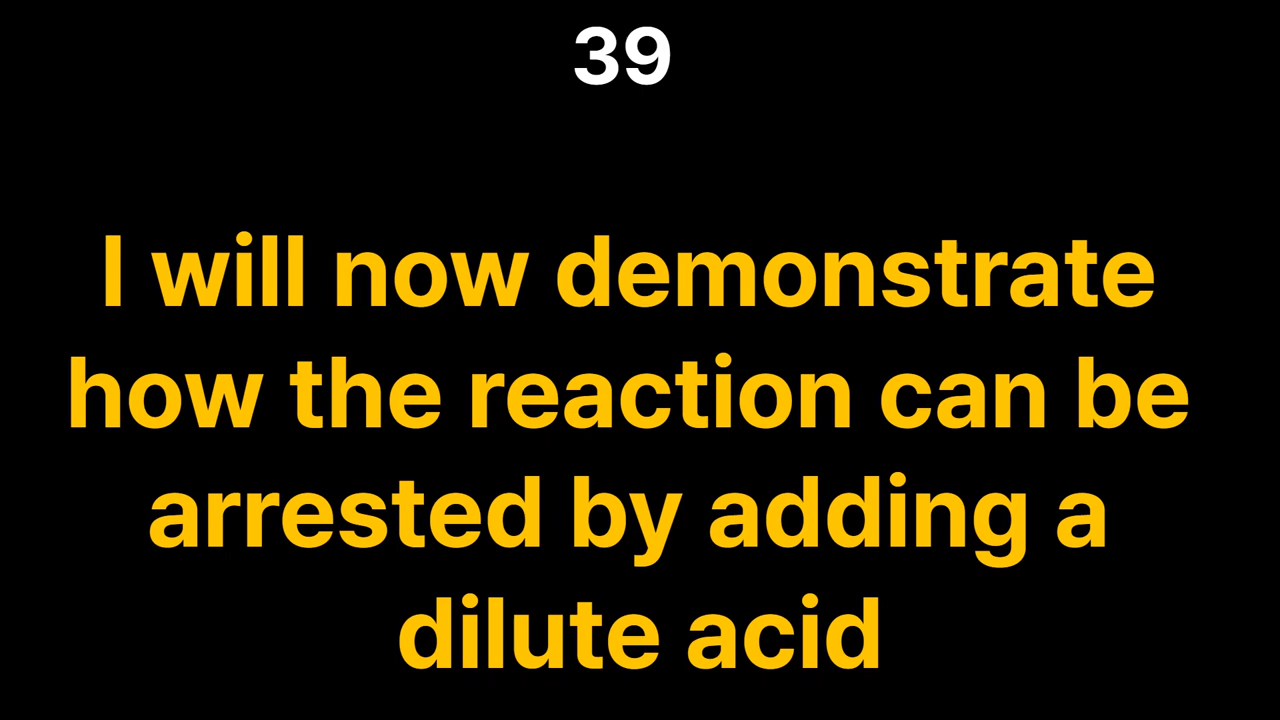 39
I will now demonstrate
how the reaction can be
arrested by adding a
dilute acid